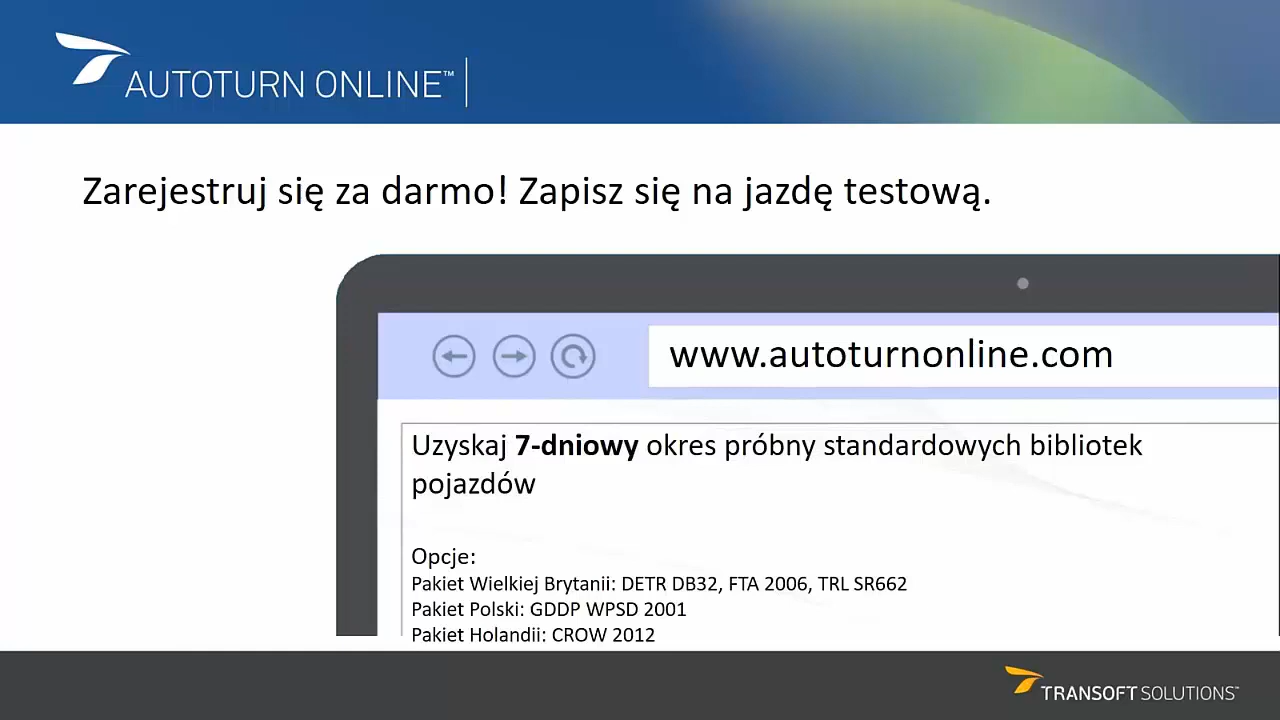 AUTOTURN ONLINE™
Zarejestruj się za darmo! Zapisz się na jazdę testową.
www.autoturnonline.com
Uzyskaj 7-dniowy okres próbny standardowych bibliotek
pojazdów
Opcje:
Pakiet Wielkiej Brytanii: DETR DB32, FTA 2006, TRL SR662
Pakiet Polski: GDDP WPSD 2001
Pakiet Holandii: CROW 2012
TRANSOFT SOLUTIONS™